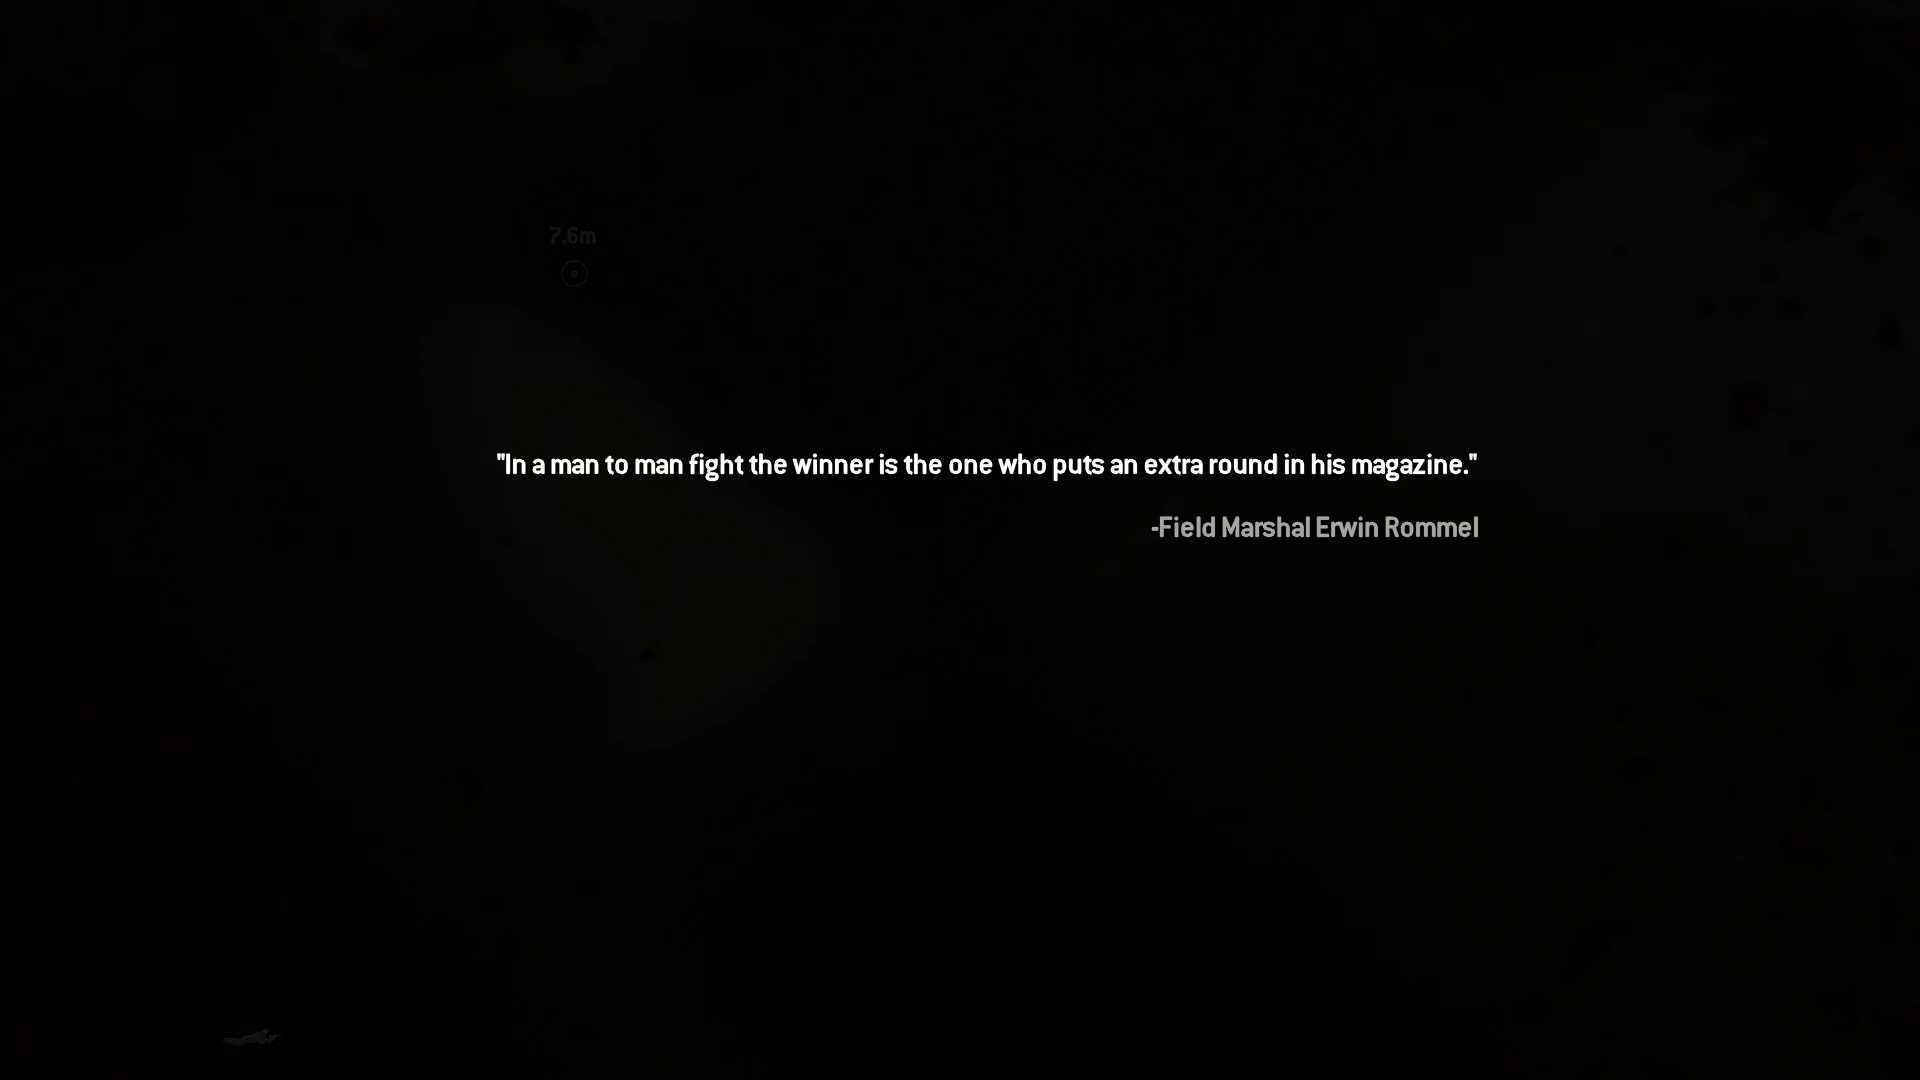 7.6m
"In a man to man fight the winner is the one who puts an extra round in his magazine."
-Field Marshal Erwin Rommel